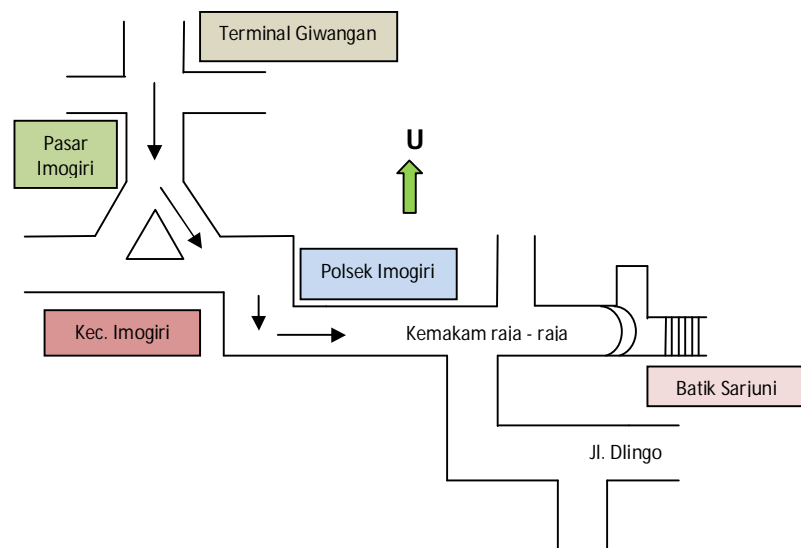 Terminal Giwangan
Pasar
Imogiri
U
Polsek Imogiri
Kec. Imogiri
Kemakam raja - raja
Batik Sarjuni
Jl. Dlingo